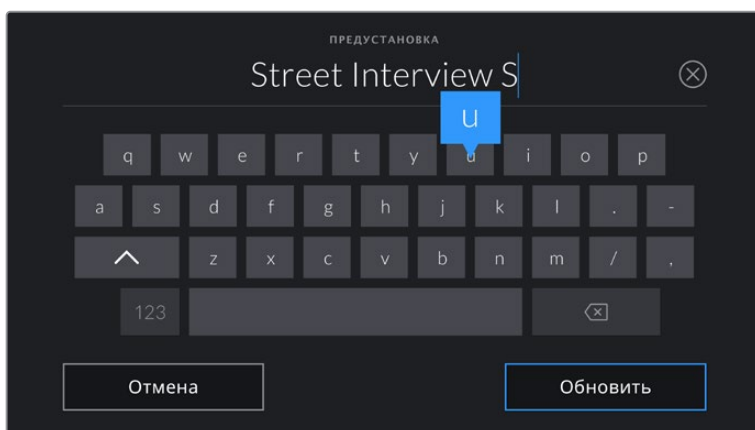 ПРЕДУСТАНОВКА
Street Interview S
u
q w e r t y u i o p
a s d f g h j k l . -
z x c v b n m / ,
123
Отмена Обновить